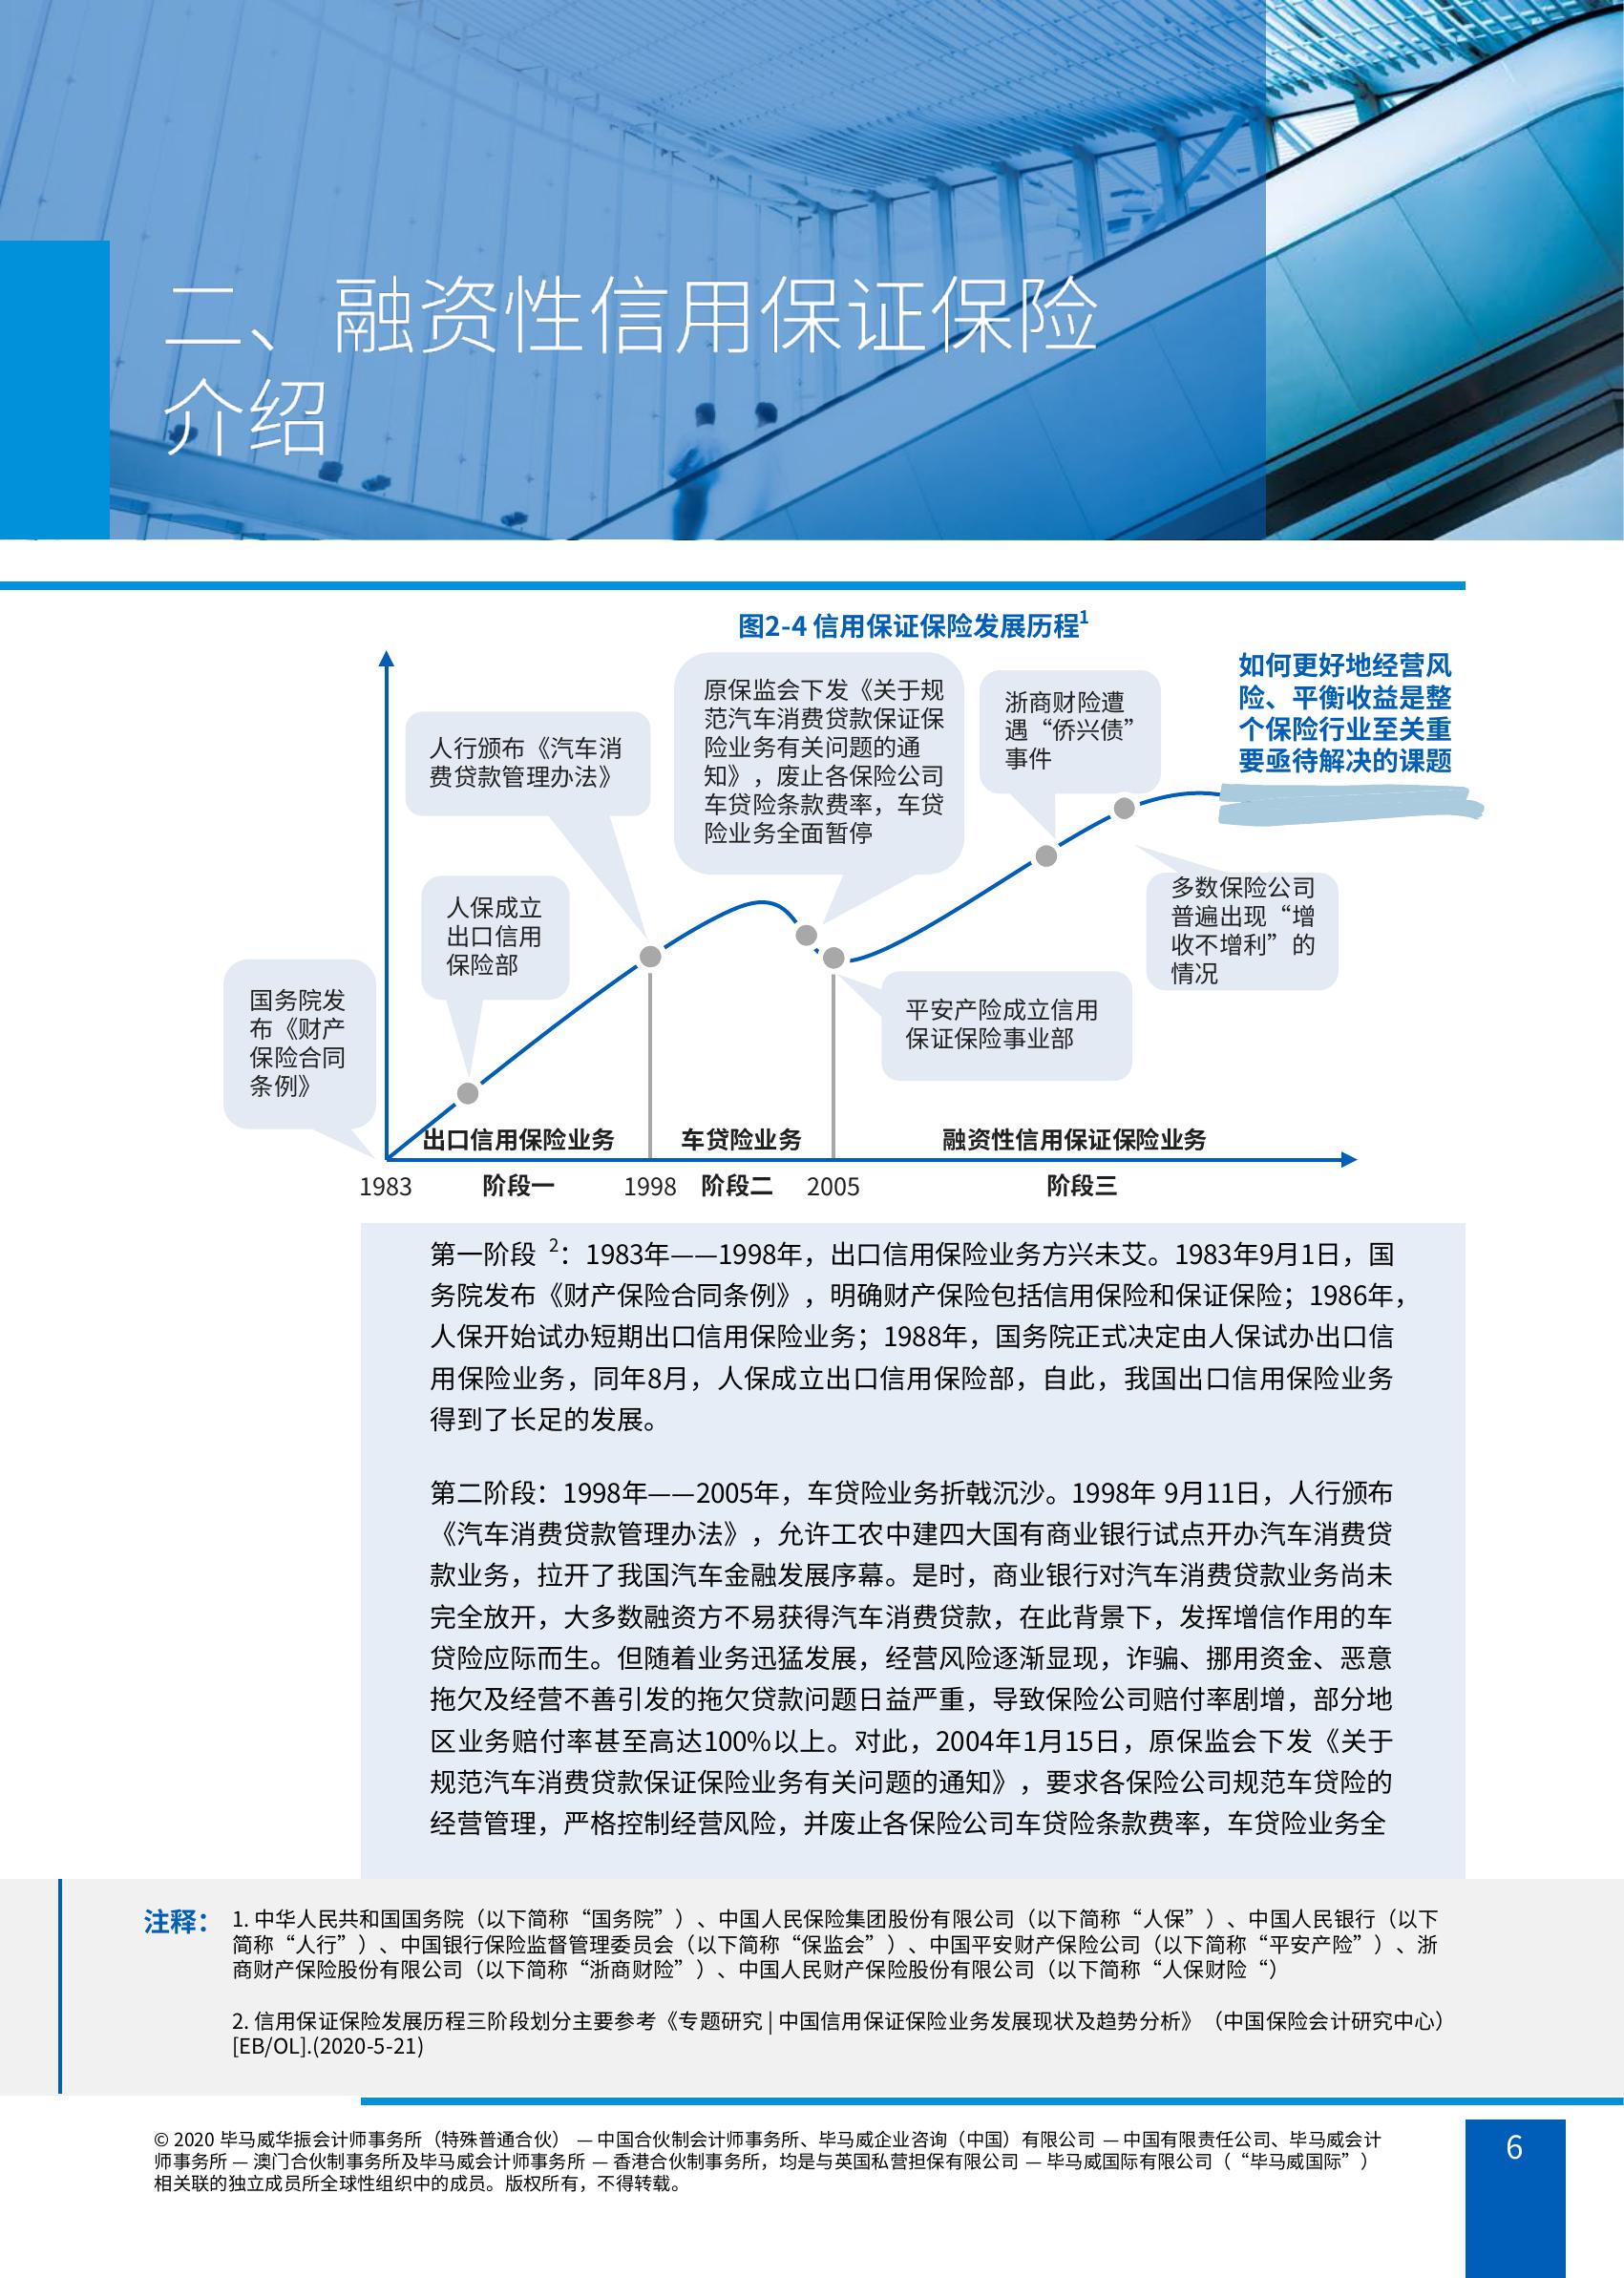 二、融资性信用保证保险
介绍
图2-4 信用保证保险发展历程1
如何更好地经营风
险、平衡收益是整
个保险行业至关重
要亟待解决的课题
原保监会下发《关于规
范汽车消费贷款保证保
险业务有关问题的通
知》，废止各保险公司
车贷险条款费率，车贷
险业务全面暂停
浙商财险遭
遇“侨兴债”
事件
人行颁布《汽车消
费贷款管理办法》
人保成立
出口信用
保险部
多数保险公司
普遍出现“增
收不增利”的
情况
国务院发
布《财产
保险合同
条例》
平安产险成立信用
保证保险事业部
出口信用保险业务 车贷险业务 融资性信用保证保险业务
1983 阶段一 1998 阶段二 2005 阶段三
第一阶段 2：1983年——1998年，出口信用保险业务方兴未艾。1983年9月1日，国
务院发布《财产保险合同条例》，明确财产保险包括信用保险和保证保险；1986年，
人保开始试办短期出口信用保险业务；1988年，国务院正式决定由人保试办出口信
用保险业务，同年8月，人保成立出口信用保险部，自此，我国出口信用保险业务
得到了长足的发展。
第二阶段：1998年——2005年，车贷险业务折戟沉沙。1998年 9月11日，人行颁布
《汽车消费贷款管理办法》，允许工农中建四大国有商业银行试点开办汽车消费贷
款业务，拉开了我国汽车金融发展序幕。是时，商业银行对汽车消费贷款业务尚未
完全放开，大多数融资方不易获得汽车消费贷款，在此背景下，发挥增信作用的车
贷险应际而生。但随着业务迅猛发展，经营风险逐渐显现，诈骗、挪用资金、恶意
拖欠及经营不善引发的拖欠贷款问题日益严重，导致保险公司赔付率剧增，部分地
区业务赔付率甚至高达100%以上。对此，2004年1月15日，原保监会下发《关于
规范汽车消费贷款保证保险业务有关问题的通知》，要求各保险公司规范车贷险的
经营管理，严格控制经营风险，并废止各保险公司车贷险条款费率，车贷险业务全
注释： 1. 中华人民共和国国务院（以下简称“国务院”）、中国人民保险集团股份有限公司（以下简称“人保”）、中国人民银行（以下
简称“人行”）、中国银行保险监督管理委员会（以下简称“保监会”）、中国平安财产保险公司（以下简称“平安产险”）、浙
商财产保险股份有限公司（以下简称“浙商财险”）、中国人民财产保险股份有限公司（以下简称“人保财险“）
2. 信用保证保险发展历程三阶段划分主要参考《专题研究 | 中国信用保证保险业务发展现状及趋势分析》（中国保险会计研究中心）
[EB/OL].(2020-5-21)
© 2020 毕马威华振会计师事务所（特殊普通合伙） — 中国合伙制会计师事务所、毕马威企业咨询（中国）有限公司 — 中国有限责任公司、毕马威会计
师事务所 — 澳门合伙制事务所及毕马威会计师事务所 — 香港合伙制事务所，均是与英国私营担保有限公司 — 毕马威国际有限公司（“毕马威国际”）
相关联的独立成员所全球性组织中的成员。版权所有，不得转载。
6